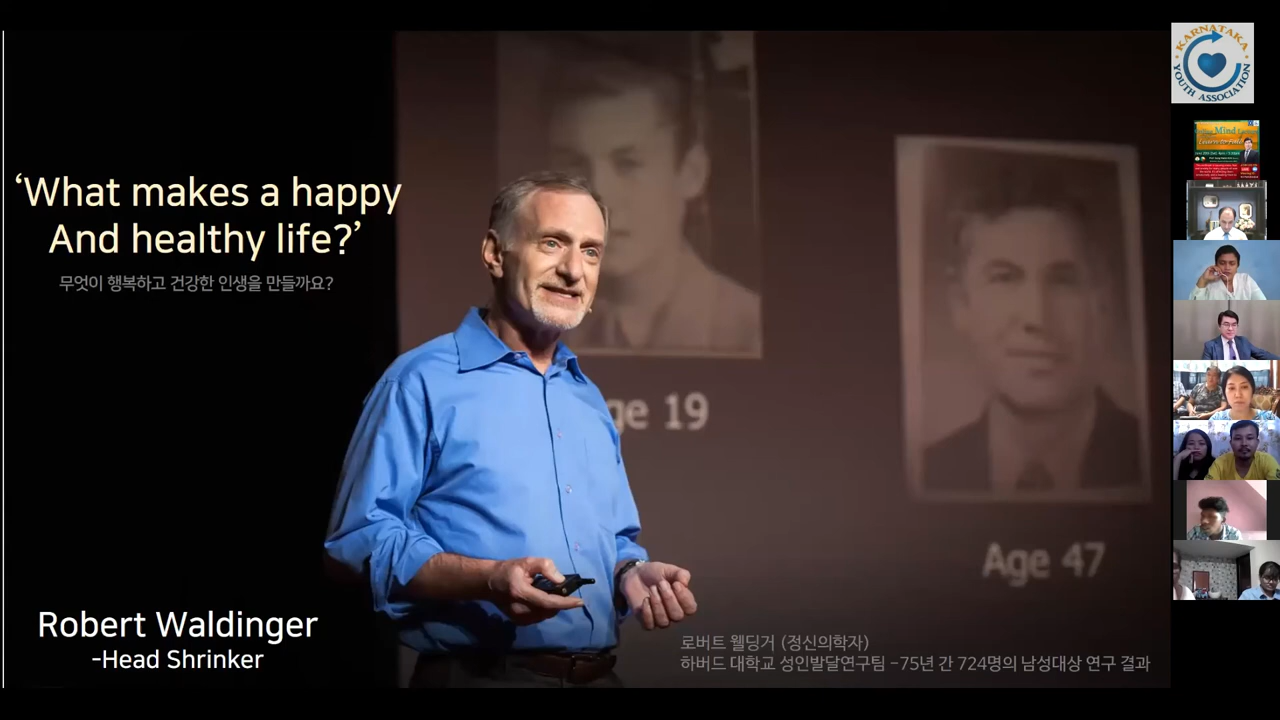 ‘What makes a happy
And healthy life?’
무엇이 행복하고 건강한 인생을 만들까요?
ge 19
Age 47
Robert Waldinger
-Head Shrinker
로버트 웰딩거 (정신의학자)
하버드 대학교 성인발달연구팀 -75년 간 724명의 남성대상 연구 결과
KARNATAKA
YOUTH ASSOCIATION
Mind